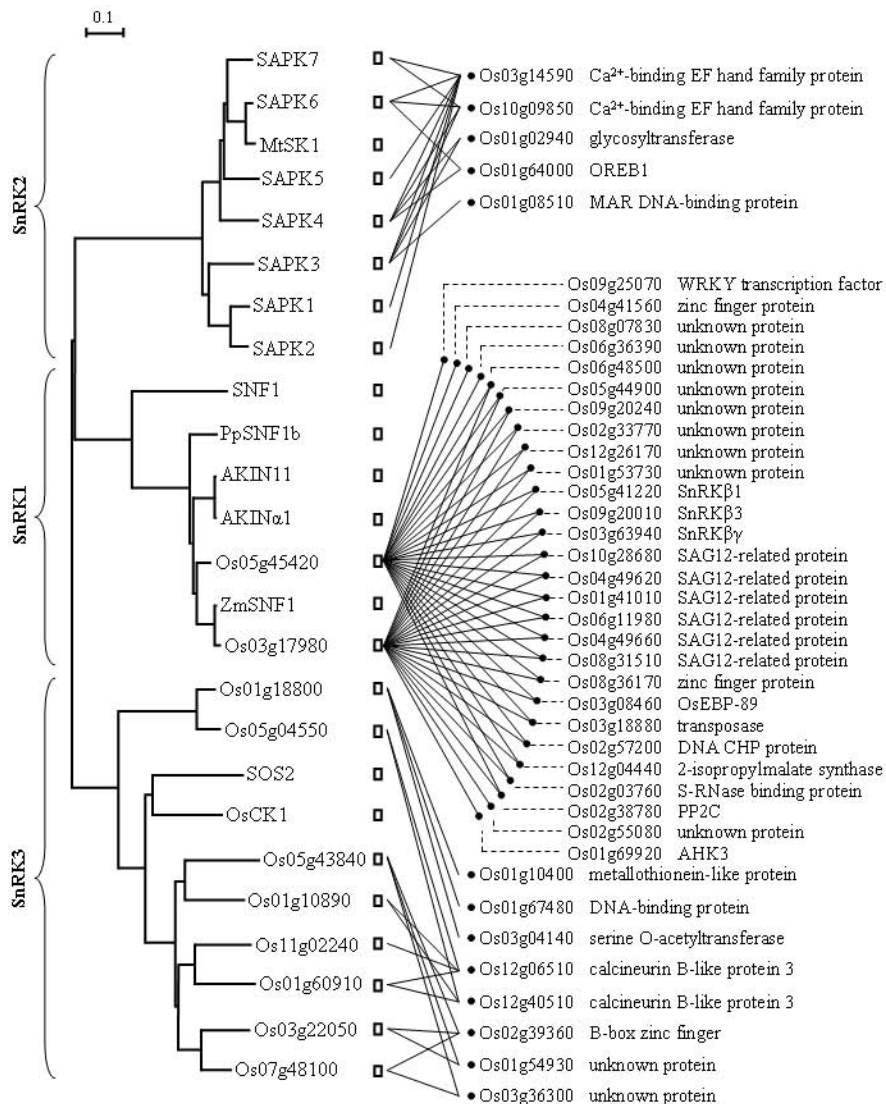 0.1
SnRK2
SAPK7
SAPK6
MtSK1
SAPK5
SAPK4
SAPK3
SAPK1
SAPK2
SnRK1
SNF1
PpSNF1b
AKIN11
AKINα1
Os05g45420
ZmSNF1
Os03g17980
SnRK3
Os01g18800
Os05g04550
SOS2
OsCK1
Os05g43840
Os01g10890
Os11g02240
Os01g60910
Os03g22050
Os07g48100
Os03g14590 Ca²⁺-binding EF hand family protein
Os10g09850 Ca²⁺-binding EF hand family protein
Os01g02940 glycosyltransferase
Os01g64000 OREB1
Os01g08510 MAR DNA-binding protein
Os09g25070 WRKY transcription factor
Os04g41560 zinc finger protein
Os08g07830 unknown protein
Os06g36390 unknown protein
Os06g48500 unknown protein
Os05g44900 unknown protein
Os09g20240 unknown protein
Os02g33770 unknown protein
Os12g26170 unknown protein
Os01g53730 unknown protein
Os05g41220 SnRKβ1
Os09g20010 SnRKβ3
Os03g63940 SnRKβγ
Os10g28680 SAG12-related protein
Os04g49620 SAG12-related protein
Os01g41010 SAG12-related protein
Os06g11980 SAG12-related protein
Os04g49660 SAG12-related protein
Os08g31510 SAG12-related protein
Os08g36170 zinc finger protein
Os03g08460 OsEBP-89
Os03g18880 transposase
Os02g57200 DNA CHP protein
Os12g04440 2-isopropylmalate synthase
Os02g03760 S-RNase binding protein
Os02g38780 PP2C
Os02g55080 unknown protein
Os01g69920 AHK3
Os01g10400 metallothionein-like protein
Os01g67480 DNA-binding protein
Os03g04140 serine O-acetyltransferase
Os12g06510 calcineurin B-like protein 3
Os12g40510 calcineurin B-like protein 3
Os02g39360 B-box zinc finger
Os01g54930 unknown protein
Os03g36300 unknown protein